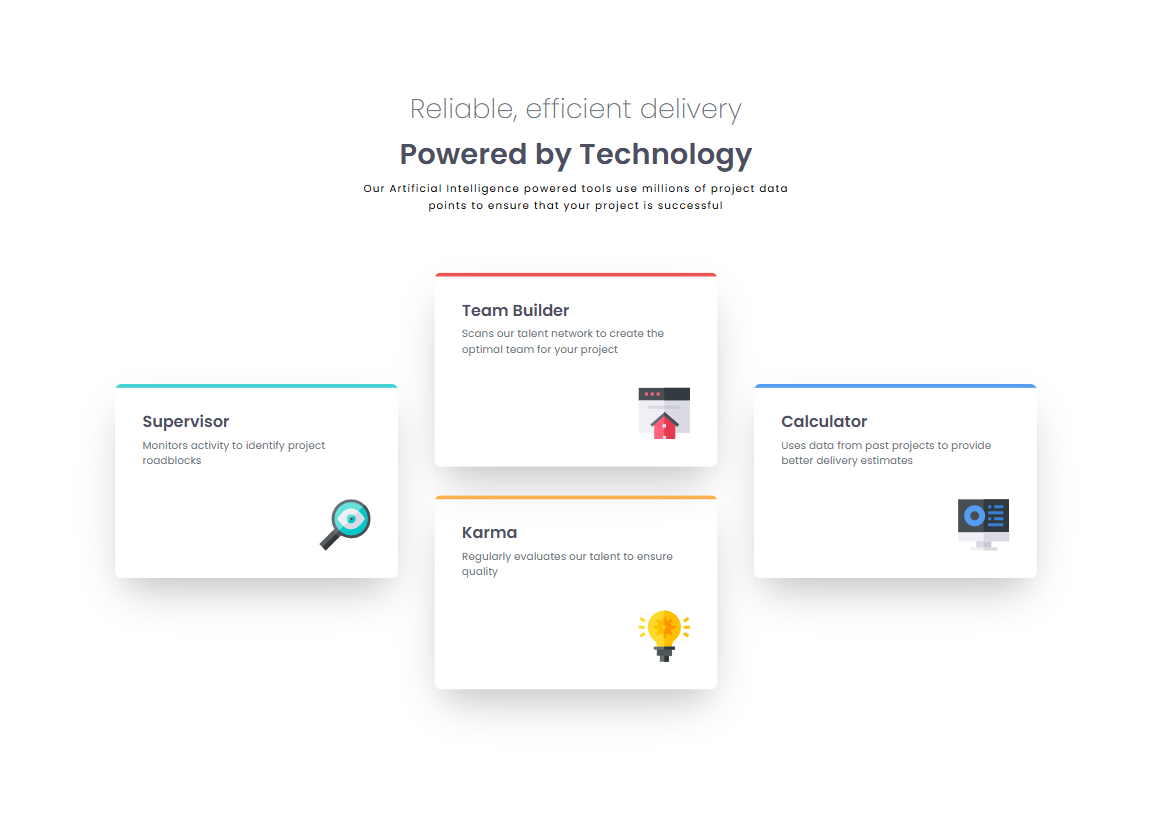 Reliable, efficient delivery
Powered by Technology
Our Artificial Intelligence powered tools use millions of project data
points to ensure that your project is successful
Supervisor
Monitors activity to identify project
roadblocks
Team Builder
Scans our talent network to create the
optimal team for your project
Karma
Regularly evaluates our talent to ensure
quality
Calculator
Uses data from past projects to provide
better delivery estimates